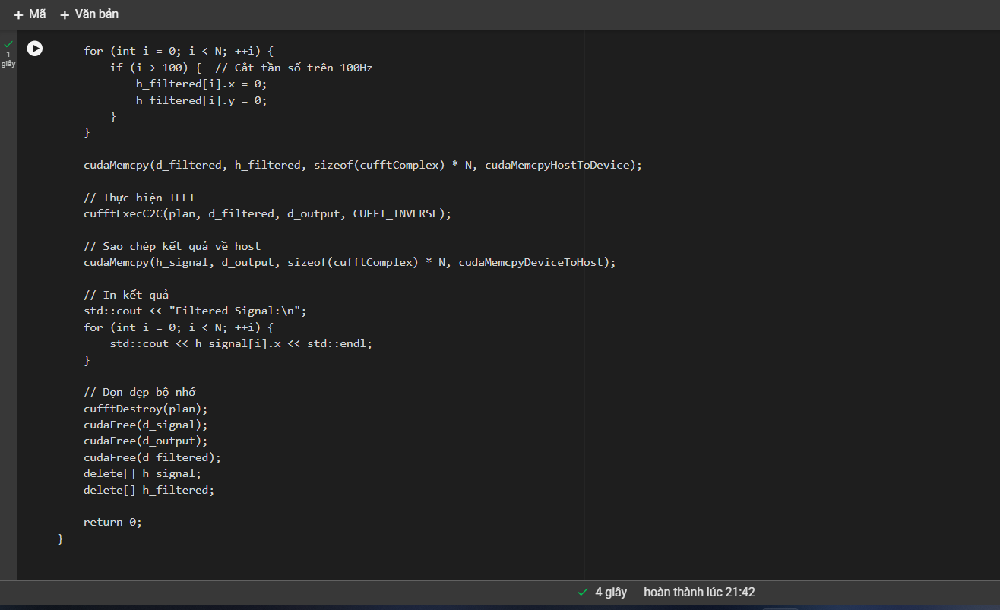 + Mã + Văn bản
1
giây
for (int i = 0; i < N; ++i) {
if (i > 100) { // Cắt tần số trên 100Hz
h_filtered[i].x = 0;
h_filtered[i].y = 0;
}
}
cudaMemcpy(d_filtered, h_filtered, sizeof(cufftComplex) * N, cudaMemcpyHostToDevice);
// Thực hiện IFFT
cufftExecC2C(plan, d_filtered, d_output, CUFFT_INVERSE);
// Sao chép kết quả về host
cudaMemcpy(h_signal, d_output, sizeof(cufftComplex) * N, cudaMemcpyDeviceToHost);
// In kết quả
std::cout << "Filtered Signal:\n";
for (int i = 0; i < N; ++i) {
std::cout << h_signal[i].x << std::endl;
}
// Dọn dẹp bộ nhớ
cufftDestroy(plan);
cudaFree(d_signal);
cudaFree(d_output);
cudaFree(d_filtered);
delete[] h_signal;
delete[] h_filtered;
return 0;
}
4 giây hoàn thành lúc 21:42